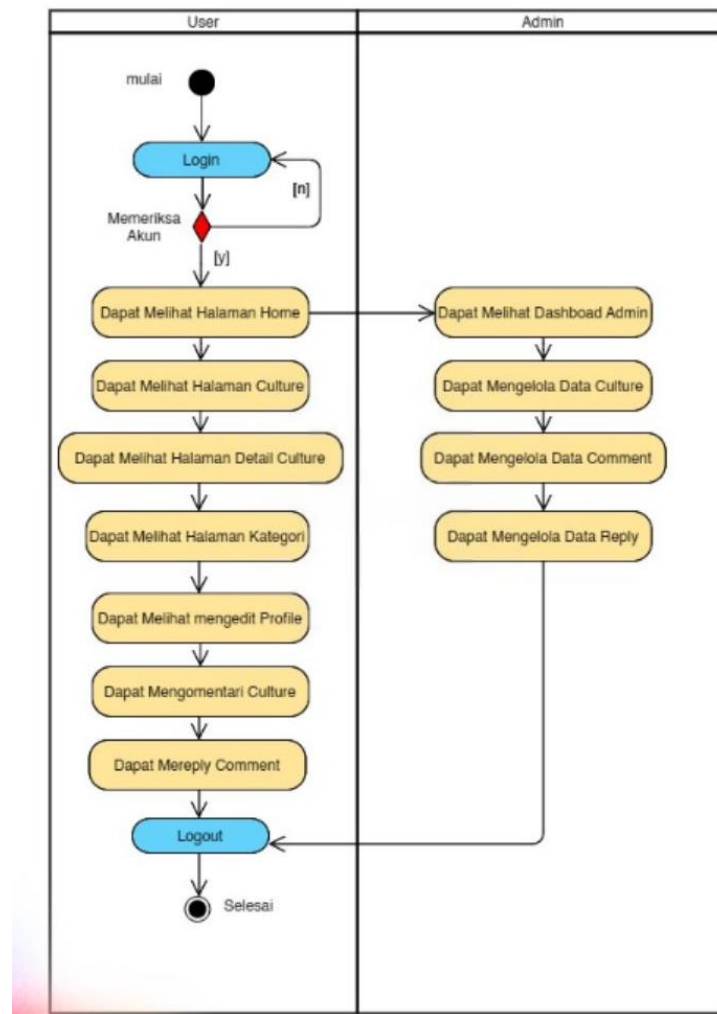 User
Admin
mulai
Login
[n]
Memeriksa
Akun
[y]
Dapat Melihat Halaman Home
Dapat Melihat Dashboad Admin
Dapat Melihat Halaman Culture
Dapat Mengelola Data Culture
Dapat Melihat Halaman Detail Culture
Dapat Mengelola Data Comment
Dapat Melihat Halaman Kategori
Dapat Mengelola Data Reply
Dapat Melihat mengedit Profile
Dapat Mengomentari Culture
Dapat Mereply Comment
Logout
Selesai